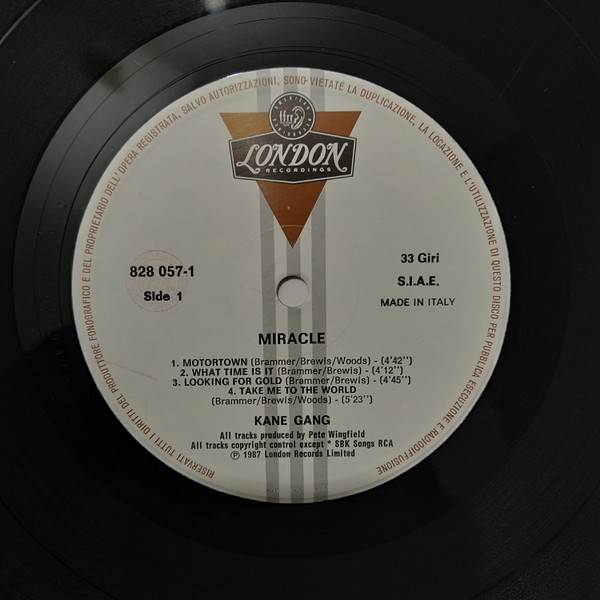 RISERVATI TUTTI I DIRITTI DEL PRODUTTORE FONOGRAFICO E DEL PROPRIETARIO DELL'OPERA REGISTRATA, SALVO AUTORIZZAZIONI, SONO VIETATE LA DUPLICAZIONE, LA LOCAZIONE E L'UTILIZZAZIONE DI QUESTO DISCO PER PUBBLICA ESECUZIONE E RADIODIFFUSIONE
ffrr
LONDON
RECORDINGS
828 057-1
Side 1
33 Giri
S.I.A.E.
MADE IN ITALY
MIRACLE
1. MOTORTOWN (Brammer/Brewis/Woods) - (4'42'')
2. WHAT TIME IS IT (Brammer/Brewis) - (4'12'')
3. LOOKING FOR GOLD (Brammer/Brewis) - (4'45'')
4. TAKE ME TO THE WORLD
(Brammer/Brewis/Woods) - (5'23'')
KANE GANG
All tracks produced by Pete Wingfield
All tracks copyright control except * SBK Songs RCA
℗ 1987 London Records Limited